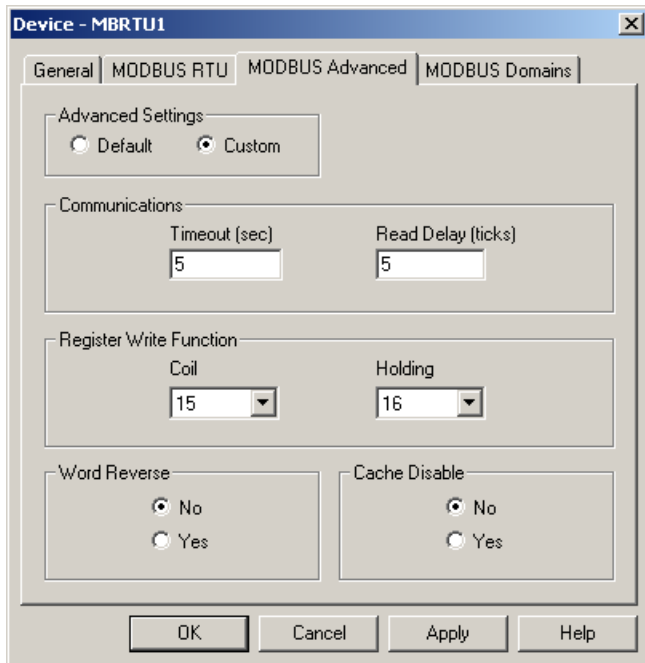 Device - MBRTU1
General MODBUS RTU MODBUS Advanced MODBUS Domains
Advanced Settings
Default Custom
Communications
Timeout (sec) Read Delay (ticks)
5 5
Register Write Function
Coil Holding
15 16
Word Reverse Cache Disable
No No
Yes Yes
OK Cancel Apply Help